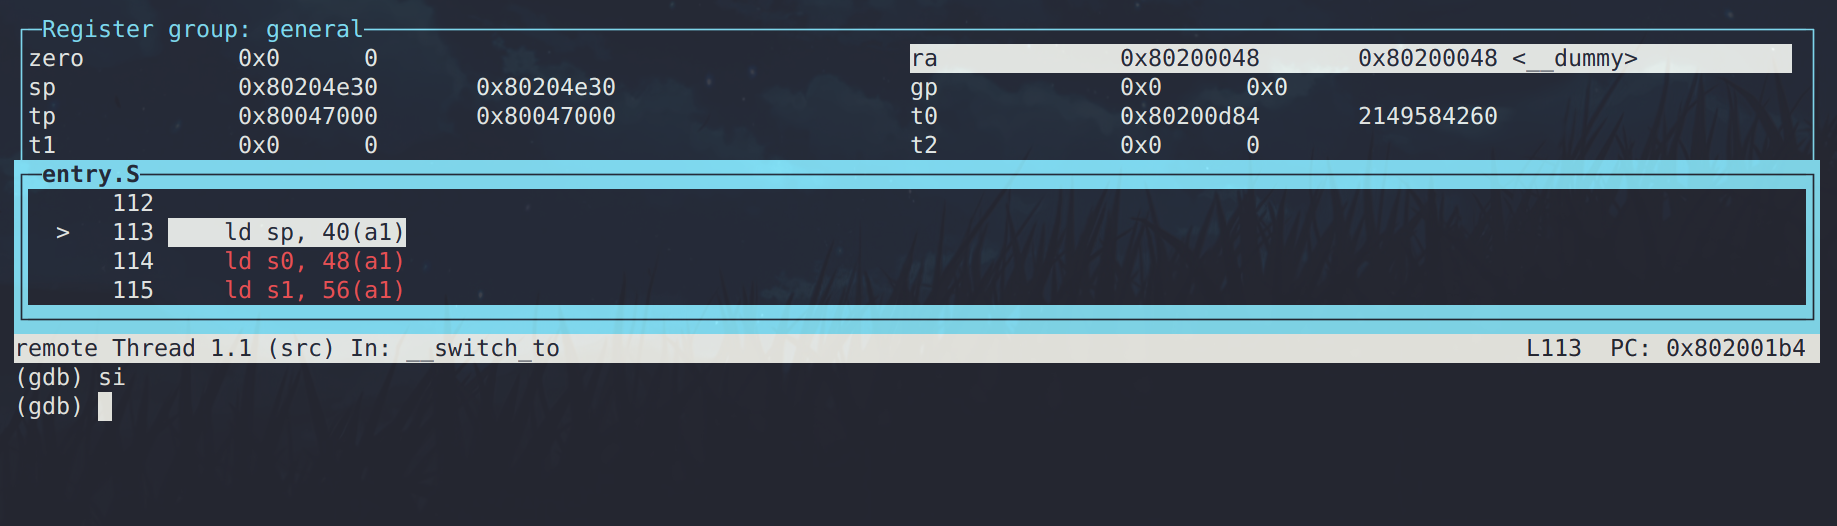 Register group: general
zero 0x0 0 ra 0x80200048 0x80200048 <__dummy>
sp 0x80204e30 0x80204e30 gp 0x0 0x0
tp 0x80047000 0x80047000 t0 0x80200d84 2149584260
t1 0x0 0 t2 0x0 0
entry.S
112
> 113 ld sp, 40(a1)
114 ld s0, 48(a1)
115 ld s1, 56(a1)
remote Thread 1.1 (src) In: __switch_to L113 PC: 0x802001b4
(gdb) si
(gdb)